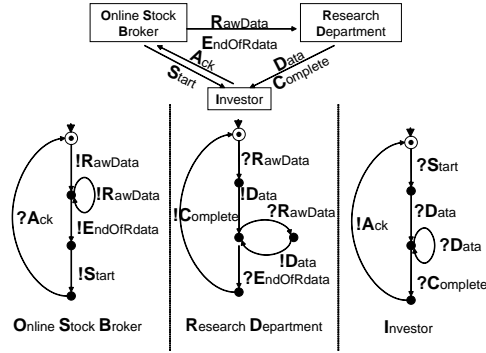 Online Stock
Broker
RawData
EndOfRdata
Research
Department
Ack
Start
Data
Complete
Investor
!RawData
!RawData
?Ack
!EndOfRdata
!Start
Online Stock Broker
?RawData
!Data
!Complete
?RawData
!Data
?EndOfRdata
Research Department
?Start
!Ack
?Data
?Data
?Complete
Investor